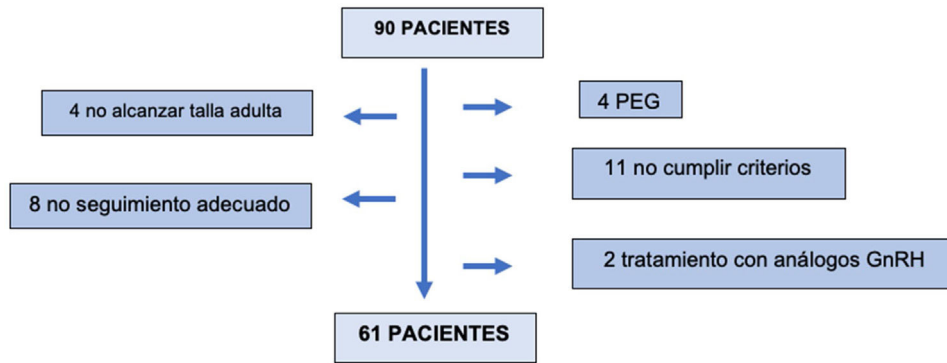 90 PACIENTES
4 no alcanzar talla adulta
4 PEG
11 no cumplir criterios
8 no seguimiento adecuado
2 tratamiento con análogos GnRH
61 PACIENTES